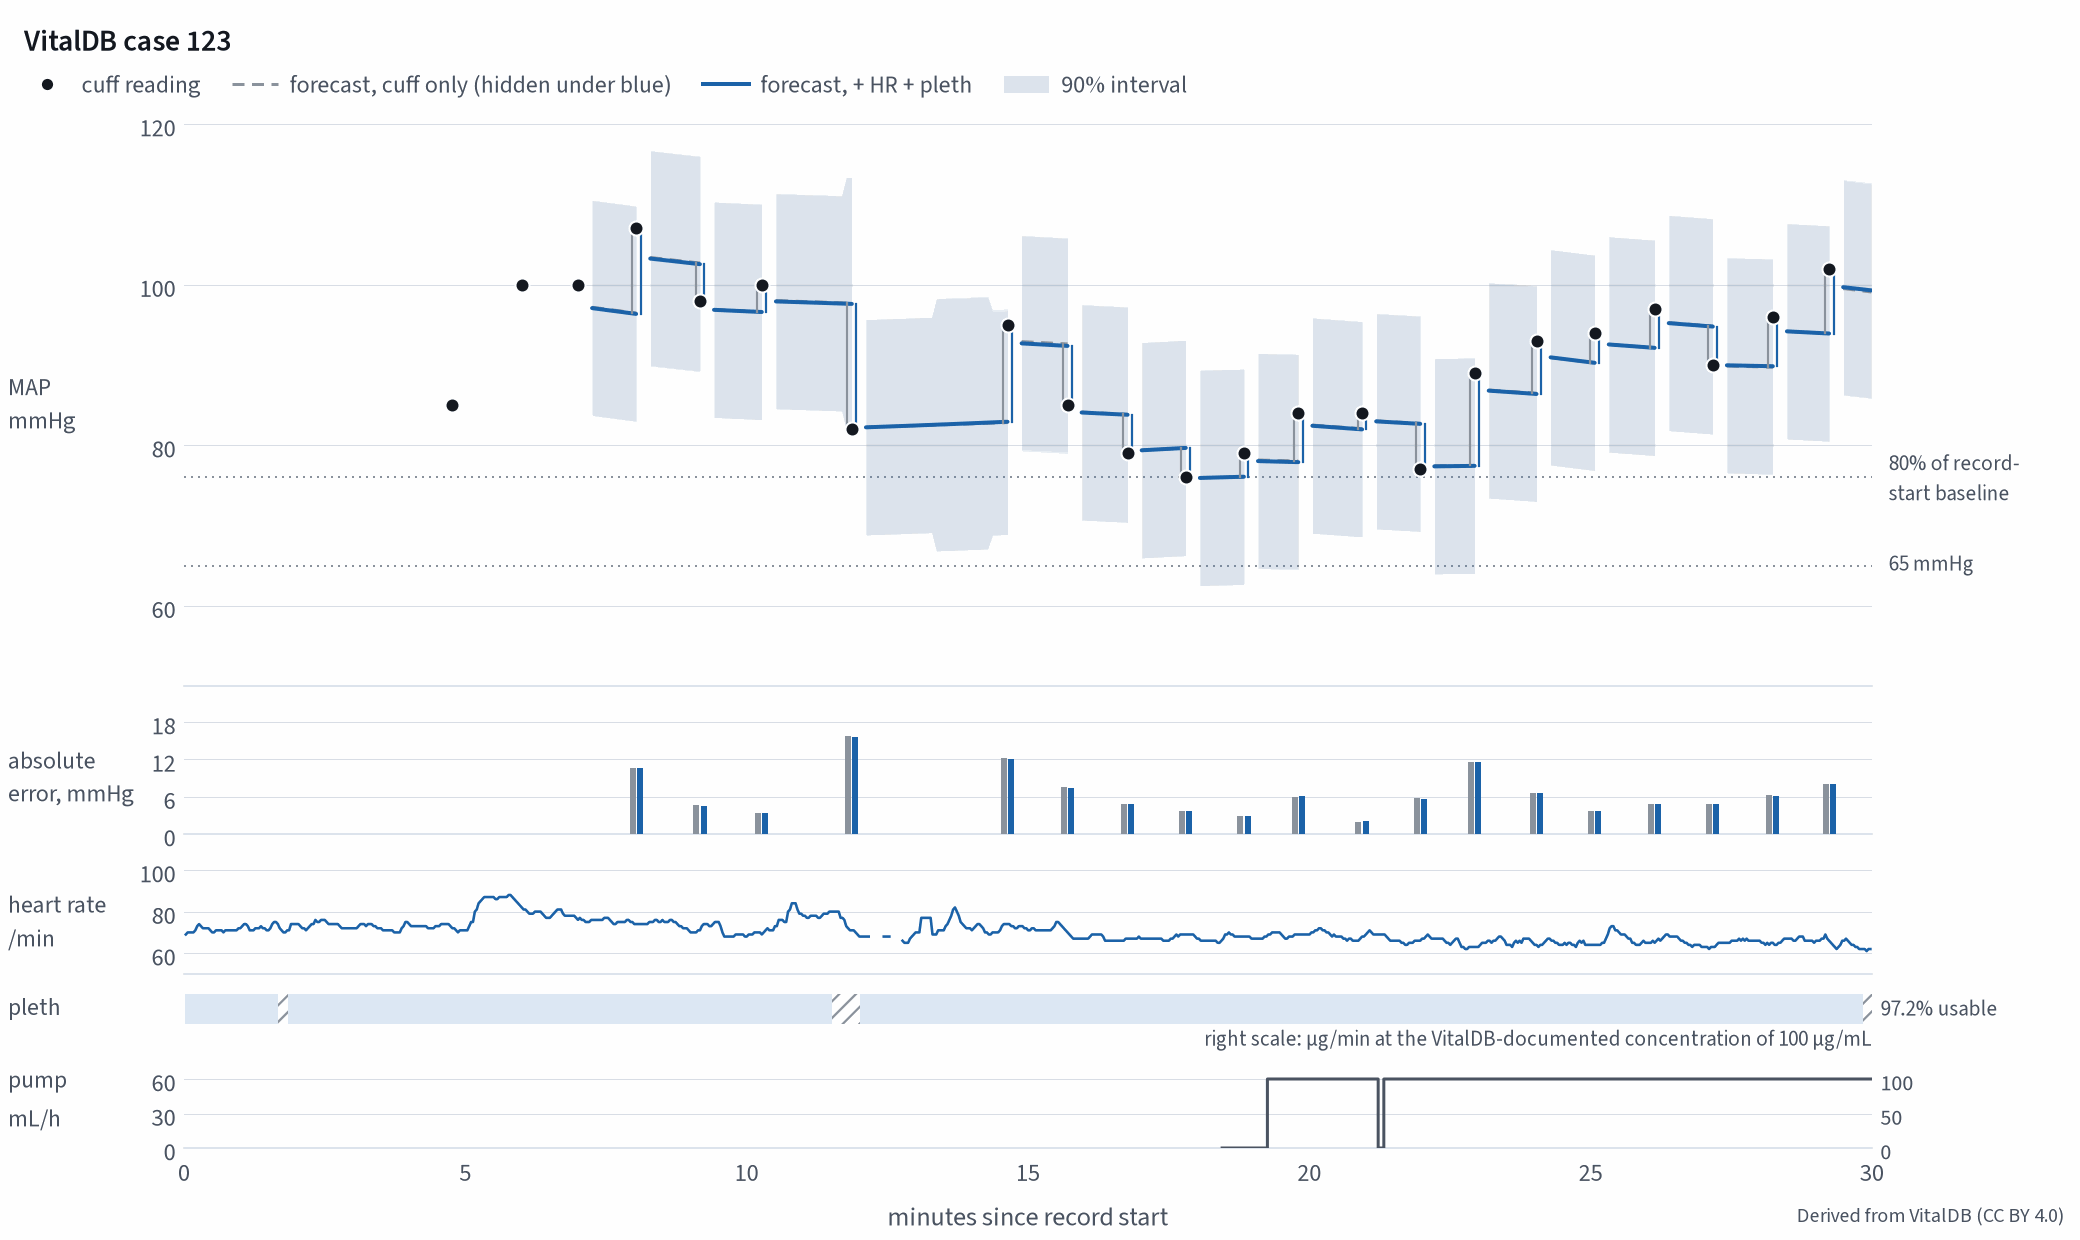 VitalDB case 123
cuff reading
forecast, cuff only (hidden under blue)
forecast, + HR + pleth
90% interval
120
100
80
60
MAP
mmHg
80% of record-
start baseline
65 mmHg
absolute
error, mmHg
18
12
6
0
heart rate
/min
100
80
60
pleth
97.2% usable
right scale: µg/min at the VitalDB-documented concentration of 100 µg/mL
pump
mL/h
60
30
0
100
50
0
0
5
10
15
20
25
30
minutes since record start
Derived from VitalDB (CC BY 4.0)